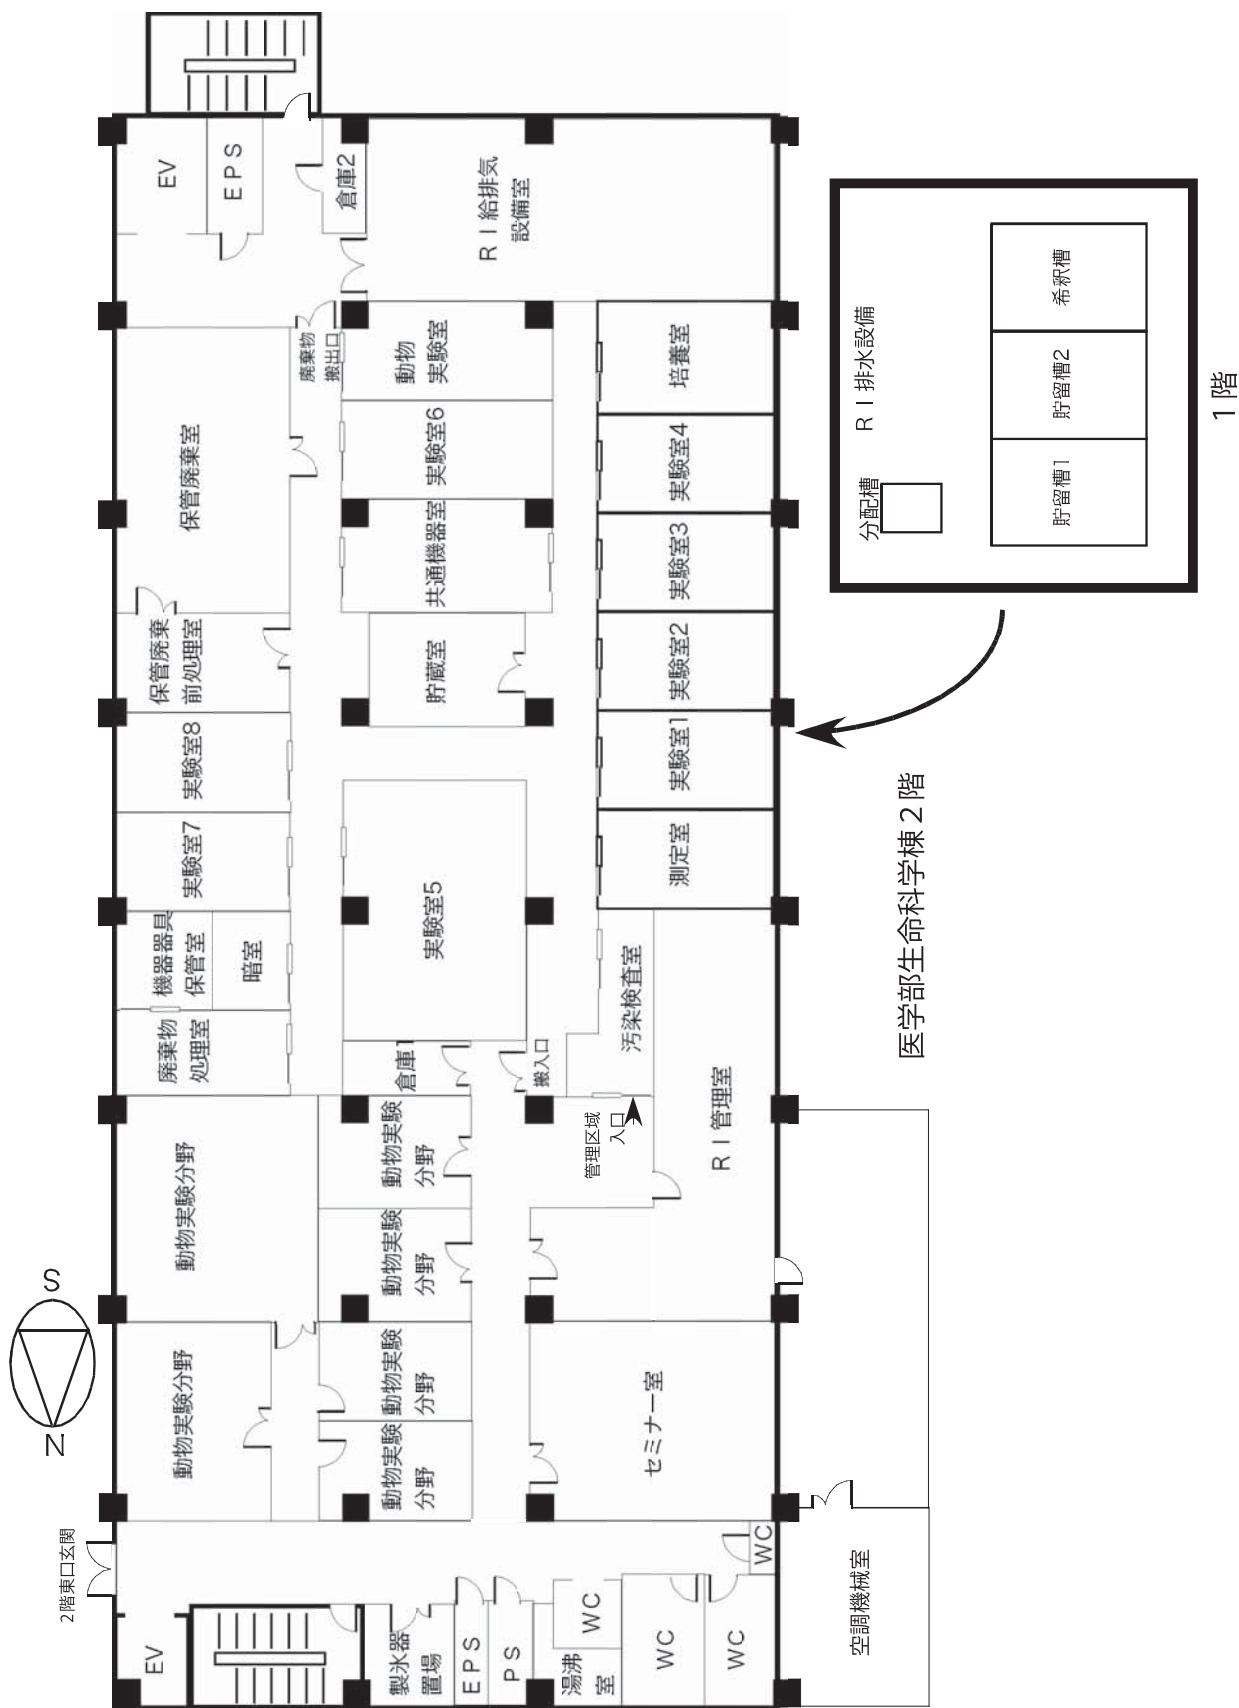 EV
EPS
倉庫2
RI給排気
設備室
廃棄物
搬出口
動物
実験室
培養室
保管廃棄室
実験室6
実験室4
共通機器室
実験室3
保管廃棄
前処理室
貯蔵室
実験室2
実験室8
実験室1
実験室7
実験室5
測定室
機器器具
保管室
暗室
汚染検査室
廃棄物
処理室
倉庫1
搬入口
管理区域
入口
RI管理室
動物実験分野
動物実験
分野
動物実験
分野
動物実験分野
動物実験
分野
動物実験
分野
セミナー室
S
N
2階東口玄関
EV
製氷器
置場
EPS
PS
湯沸
室
WC
WC
WC
WC
空調機械室
医学部生命科学棟2階
RI排水設備
分配槽
貯留槽1
貯留槽2
希釈槽
1階